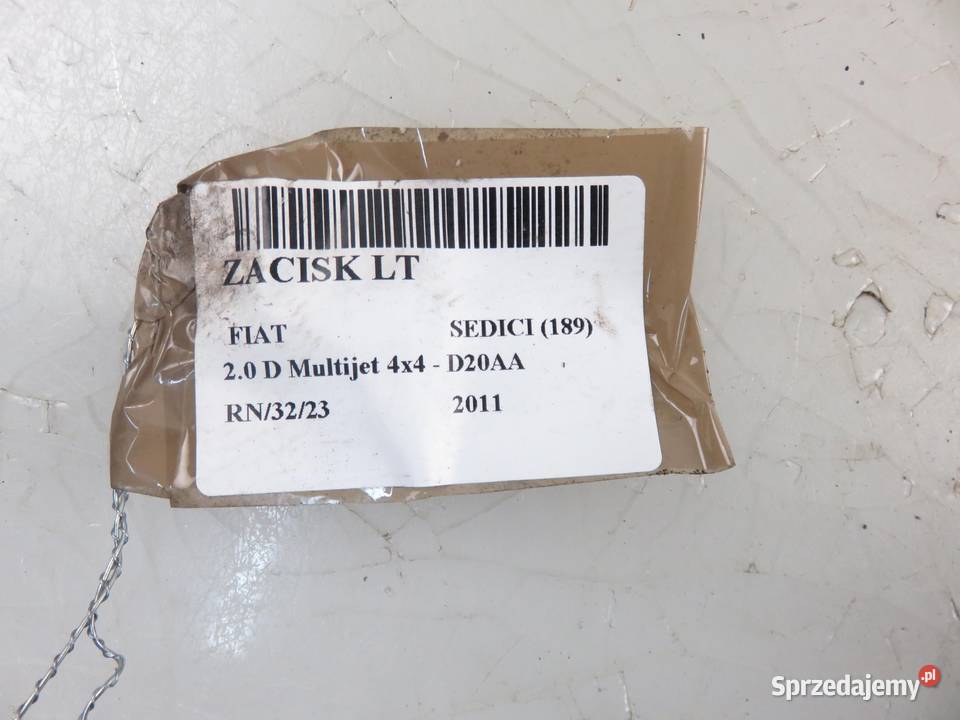 ZACISK LT
FIAT SEDICI (189)
2.0 D Multijet 4x4 - D20AA
RN/32/23 2011
Sprzedajemy.pl